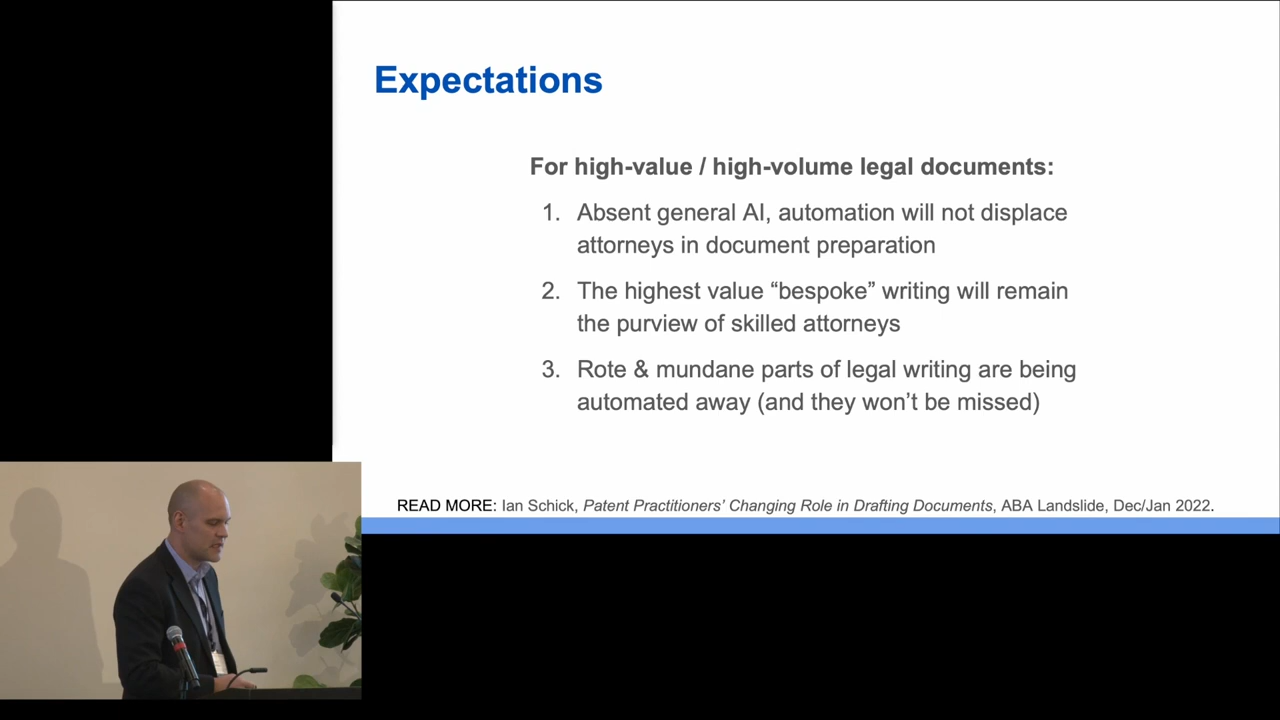 Expectations
For high-value / high-volume legal documents:
1. Absent general AI, automation will not displace
attorneys in document preparation
2. The highest value “bespoke” writing will remain
the purview of skilled attorneys
3. Rote & mundane parts of legal writing are being
automated away (and they won’t be missed)
READ MORE: Ian Schick, Patent Practitioners’ Changing Role in Drafting Documents, ABA Landslide, Dec/Jan 2022.